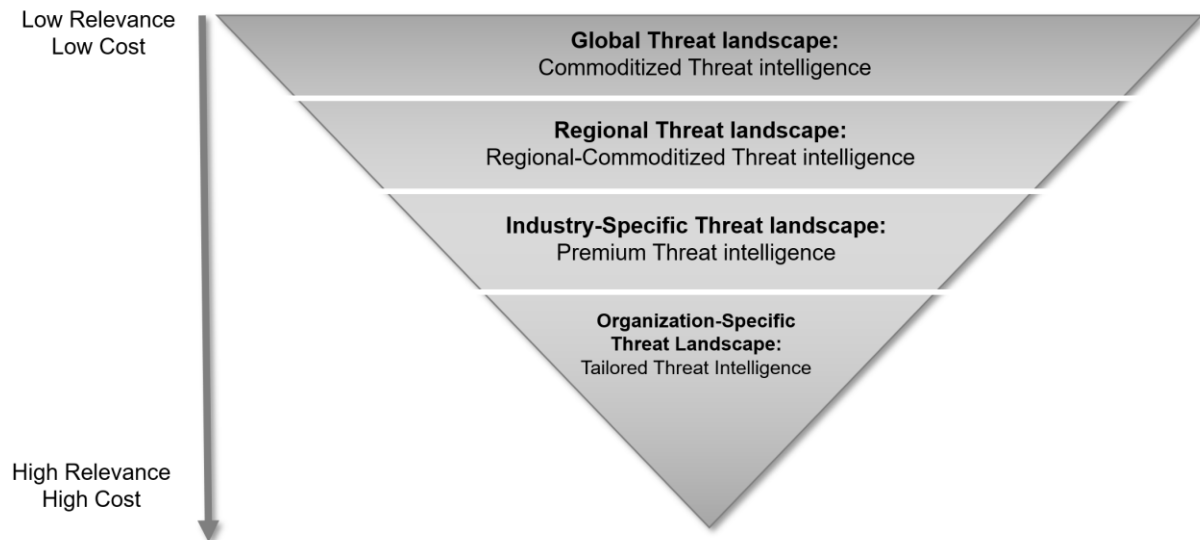 Low Relevance
Low Cost
Global Threat landscape:
Commoditized Threat intelligence
Regional Threat landscape:
Regional-Commoditized Threat intelligence
Industry-Specific Threat landscape:
Premium Threat intelligence
Organization-Specific
Threat Landscape:
Tailored Threat Intelligence
High Relevance
High Cost